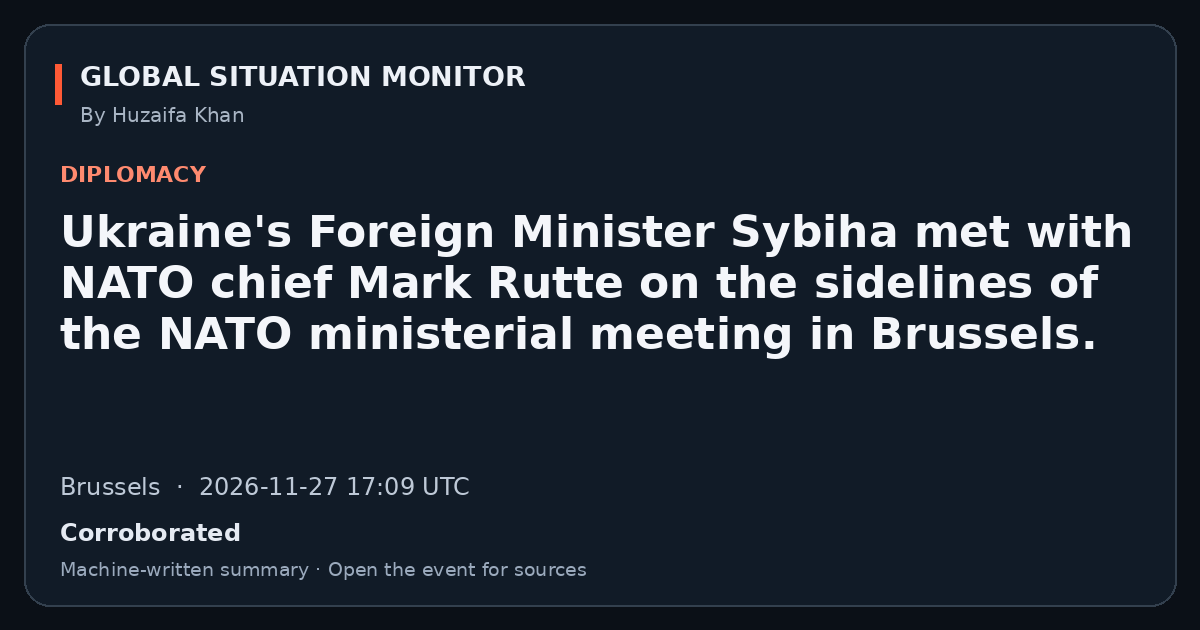 GLOBAL SITUATION MONITOR
By Huzaifa Khan
DIPLOMACY
Ukraine's Foreign Minister Sybiha met with
NATO chief Mark Rutte on the sidelines of
the NATO ministerial meeting in Brussels.
Brussels · 2026-11-27 17:09 UTC
Corroborated
Machine-written summary · Open the event for sources